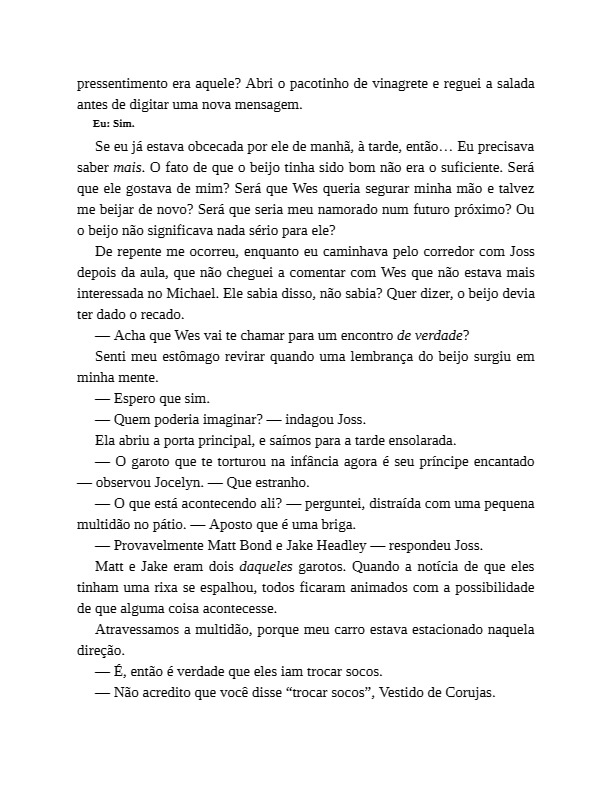 pressentimento era aquele? Abri o pacotinho de vinagrete e reguei a salada
antes de digitar uma nova mensagem.
Eu: Sim.
Se eu já estava obcecada por ele de manhã, à tarde, então… Eu precisava
saber mais. O fato de que o beijo tinha sido bom não era o suficiente. Será
que ele gostava de mim? Será que Wes queria segurar minha mão e talvez
me beijar de novo? Será que seria meu namorado num futuro próximo? Ou
o beijo não significava nada sério para ele?
De repente me ocorreu, enquanto eu caminhava pelo corredor com Joss
depois da aula, que não cheguei a comentar com Wes que não estava mais
interessada no Michael. Ele sabia disso, não sabia? Quer dizer, o beijo devia
ter dado o recado.
— Acha que Wes vai te chamar para um encontro de verdade?
Senti meu estômago revirar quando uma lembrança do beijo surgiu em
minha mente.
— Espero que sim.
— Quem poderia imaginar? — indagou Joss.
Ela abriu a porta principal, e saímos para a tarde ensolarada.
— O garoto que te torturou na infância agora é seu príncipe encantado
— observou Jocelyn. — Que estranho.
— O que está acontecendo ali? — perguntei, distraída com uma pequena
multidão no pátio. — Aposto que é uma briga.
— Provavelmente Matt Bond e Jake Headley — respondeu Joss.
Matt e Jake eram dois daqueles garotos. Quando a notícia de que eles
tinham uma rixa se espalhou, todos ficaram animados com a possibilidade
de que alguma coisa acontecesse.
Atravessamos a multidão, porque meu carro estava estacionado naquela
direção.
— É, então é verdade que eles iam trocar socos.
— Não acredito que você disse “trocar socos”, Vestido de Corujas.